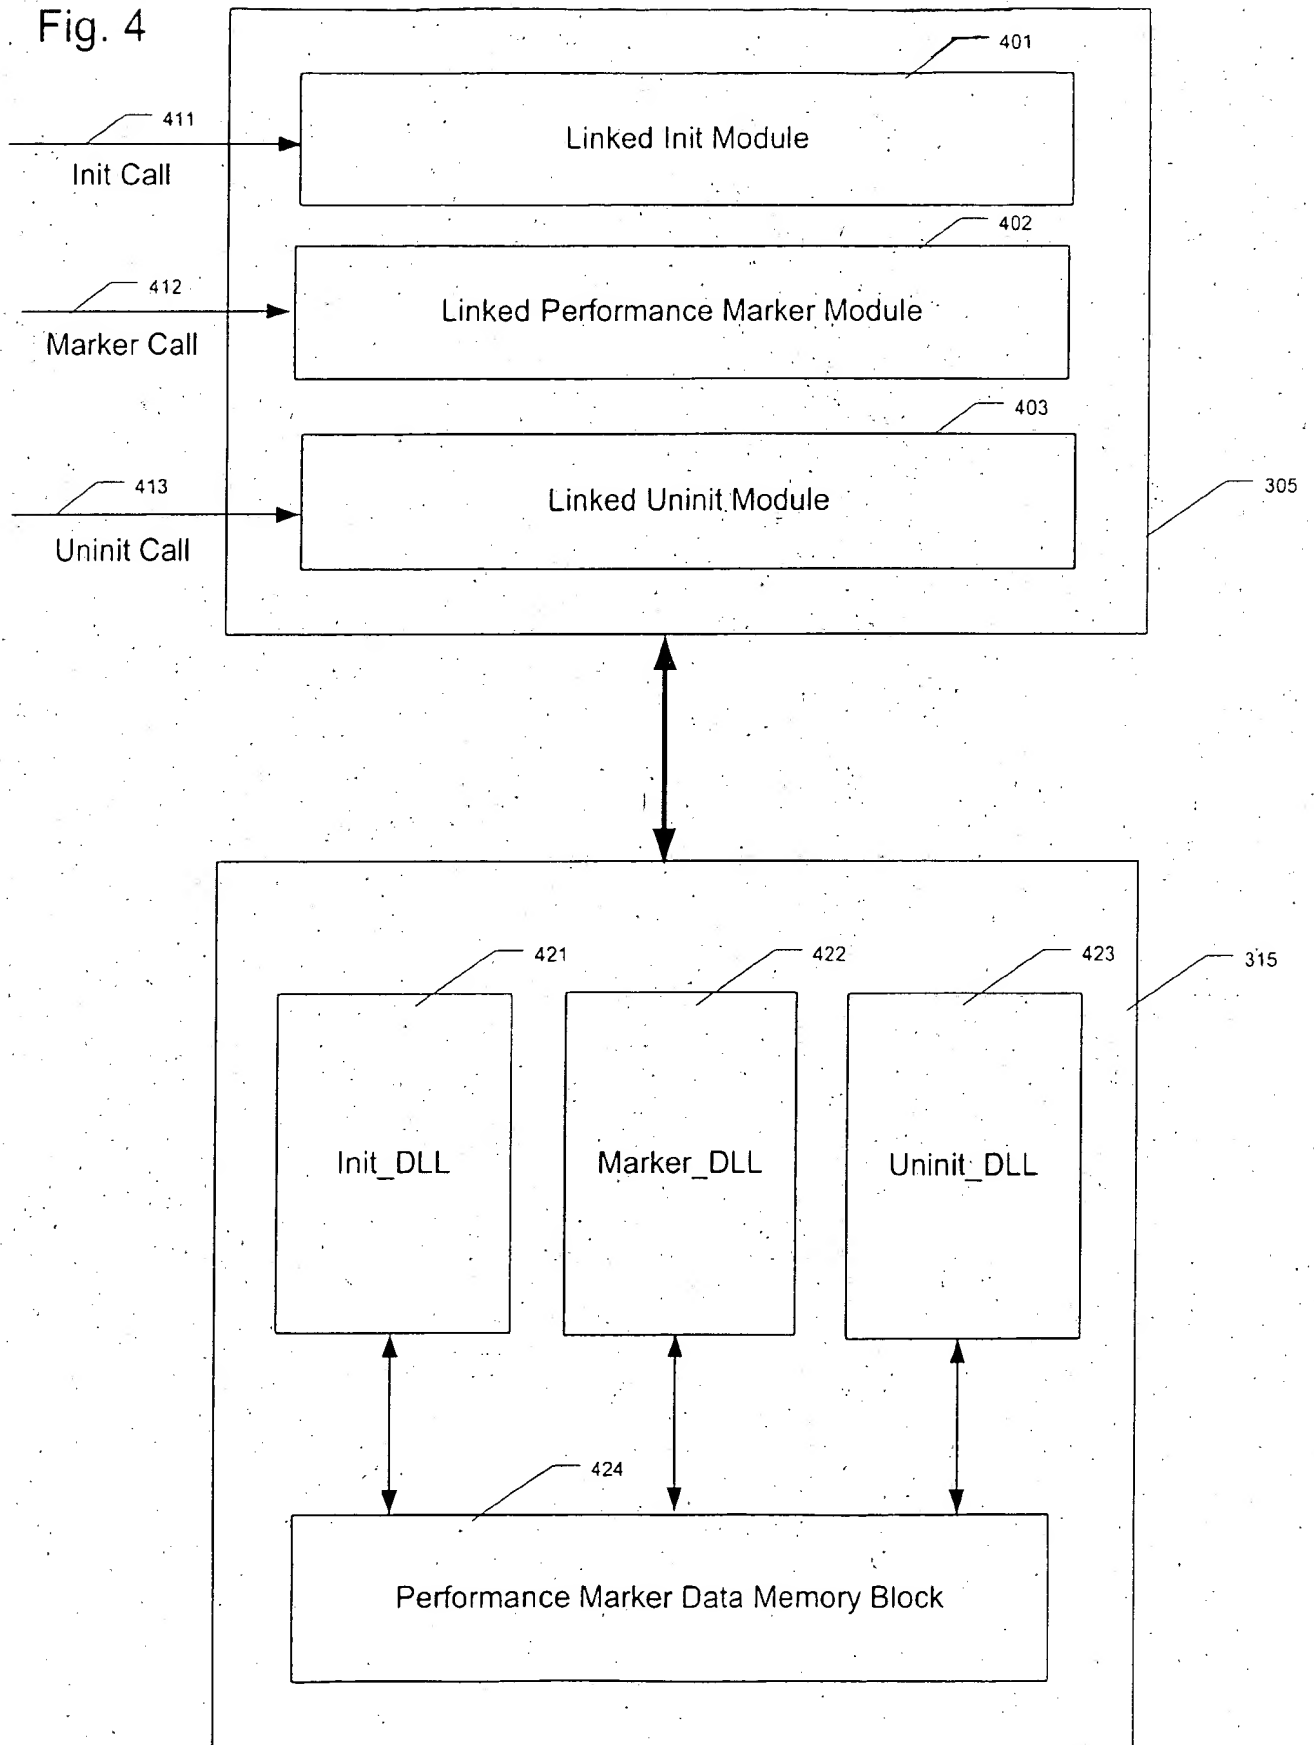 Fig. 4
401
Linked Init Module
411
Init Call
402
Linked Performance Marker Module
412
Marker Call
403
Linked Uninit Module
413
Uninit Call
305
421
422
423
315
Init_DLL
Marker_DLL
Uninit_DLL
424
Performance Marker Data Memory Block